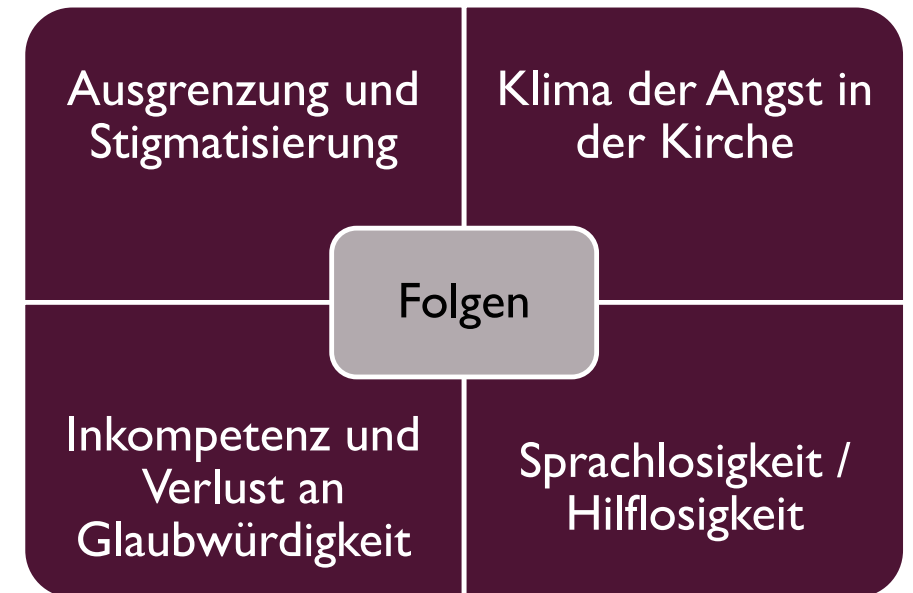 Ausgrenzung und
Stigmatisierung
Klima der Angst in
der Kirche
Folgen
Inkompetenz und
Verlust an
Glaubwürdigkeit
Sprachlosigkeit /
Hilflosigkeit